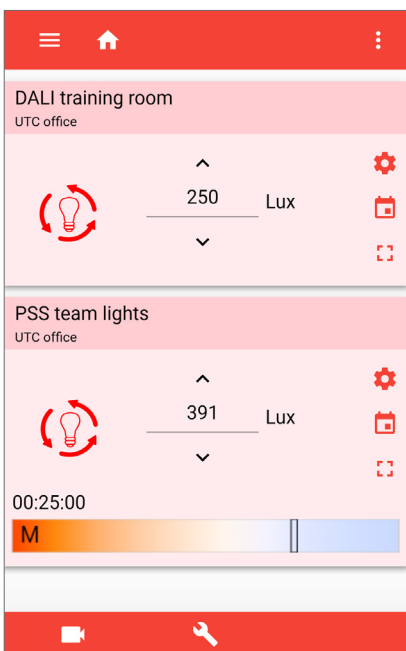 DALI training room
UTC office
250 Lux
PSS team lights
UTC office
391 Lux
00:25:00
M